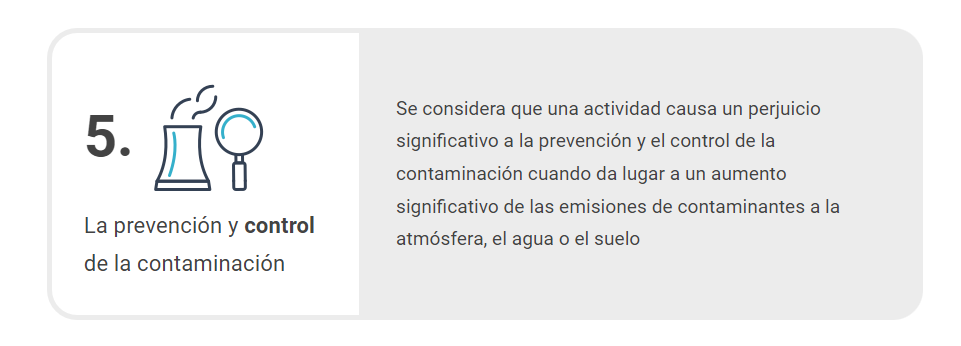 5.
La prevención y control
de la contaminación
Se considera que una actividad causa un perjuicio
significativo a la prevención y el control de la
contaminación cuando da lugar a un aumento
significativo de las emisiones de contaminantes a la
atmósfera, el agua o el suelo